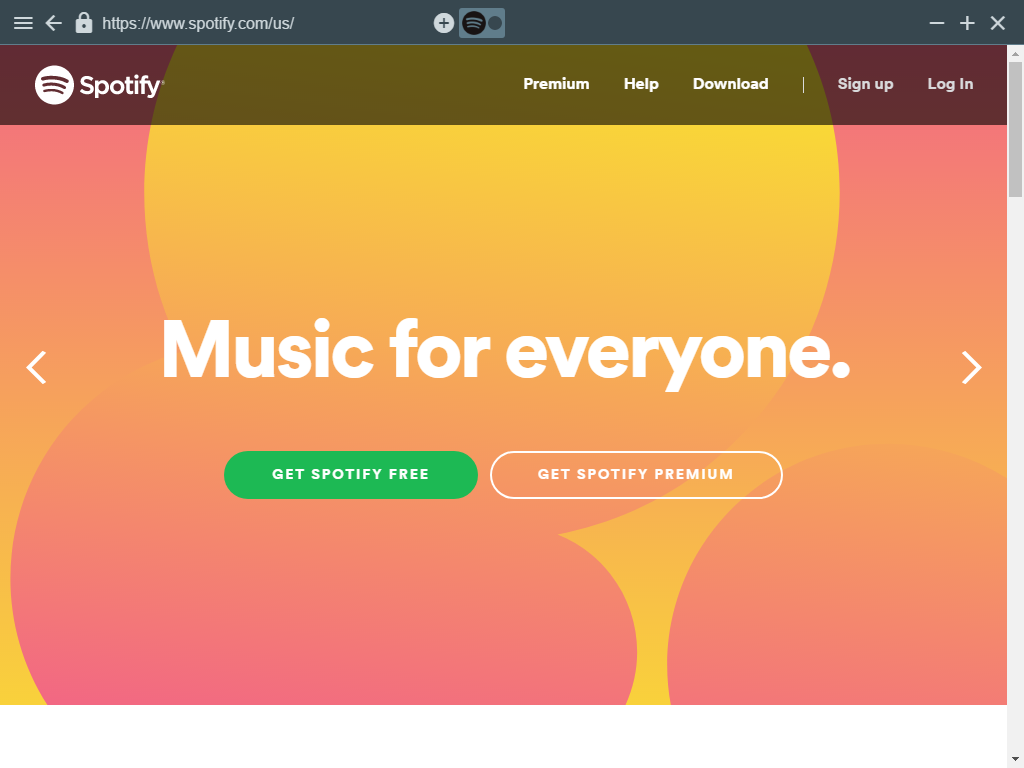 https://www.spotify.com/us/
Spotify
Premium Help Download | Sign up Log In
Music for everyone.
GET SPOTIFY FREE GET SPOTIFY PREMIUM